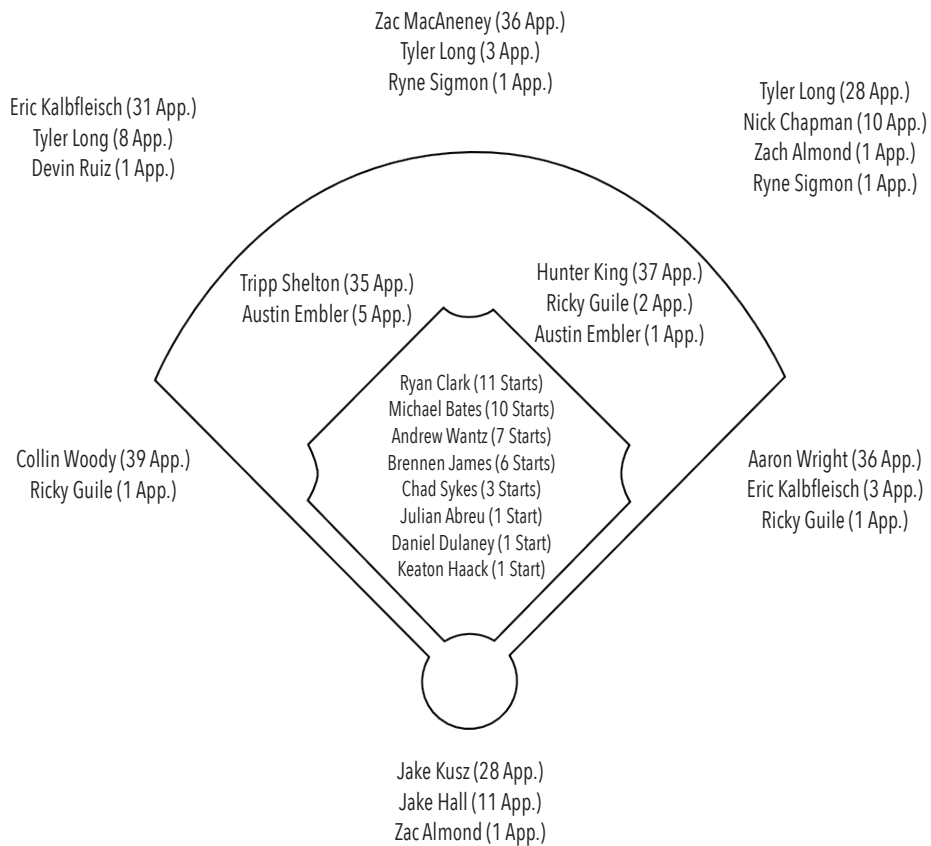 Zac MacAneney (36 App.)
Tyler Long (3 App.)
Ryne Sigmon (1 App.)
Eric Kalbfleisch (31 App.)
Tyler Long (8 App.)
Devin Ruiz (1 App.)
Tyler Long (28 App.)
Nick Chapman (10 App.)
Zach Almond (1 App.)
Ryne Sigmon (1 App.)
Tripp Shelton (35 App.)
Austin Embler (5 App.)
Hunter King (37 App.)
Ricky Guile (2 App.)
Austin Embler (1 App.)
Ryan Clark (11 Starts)
Michael Bates (10 Starts)
Andrew Wantz (7 Starts)
Brennen James (6 Starts)
Chad Sykes (3 Starts)
Julian Abreu (1 Start)
Daniel Dulaney (1 Start)
Keaton Haack (1 Start)
Collin Woody (39 App.)
Ricky Guile (1 App.)
Aaron Wright (36 App.)
Eric Kalbfleisch (3 App.)
Ricky Guile (1 App.)
Jake Kusz (28 App.)
Jake Hall (11 App.)
Zac Almond (1 App.)